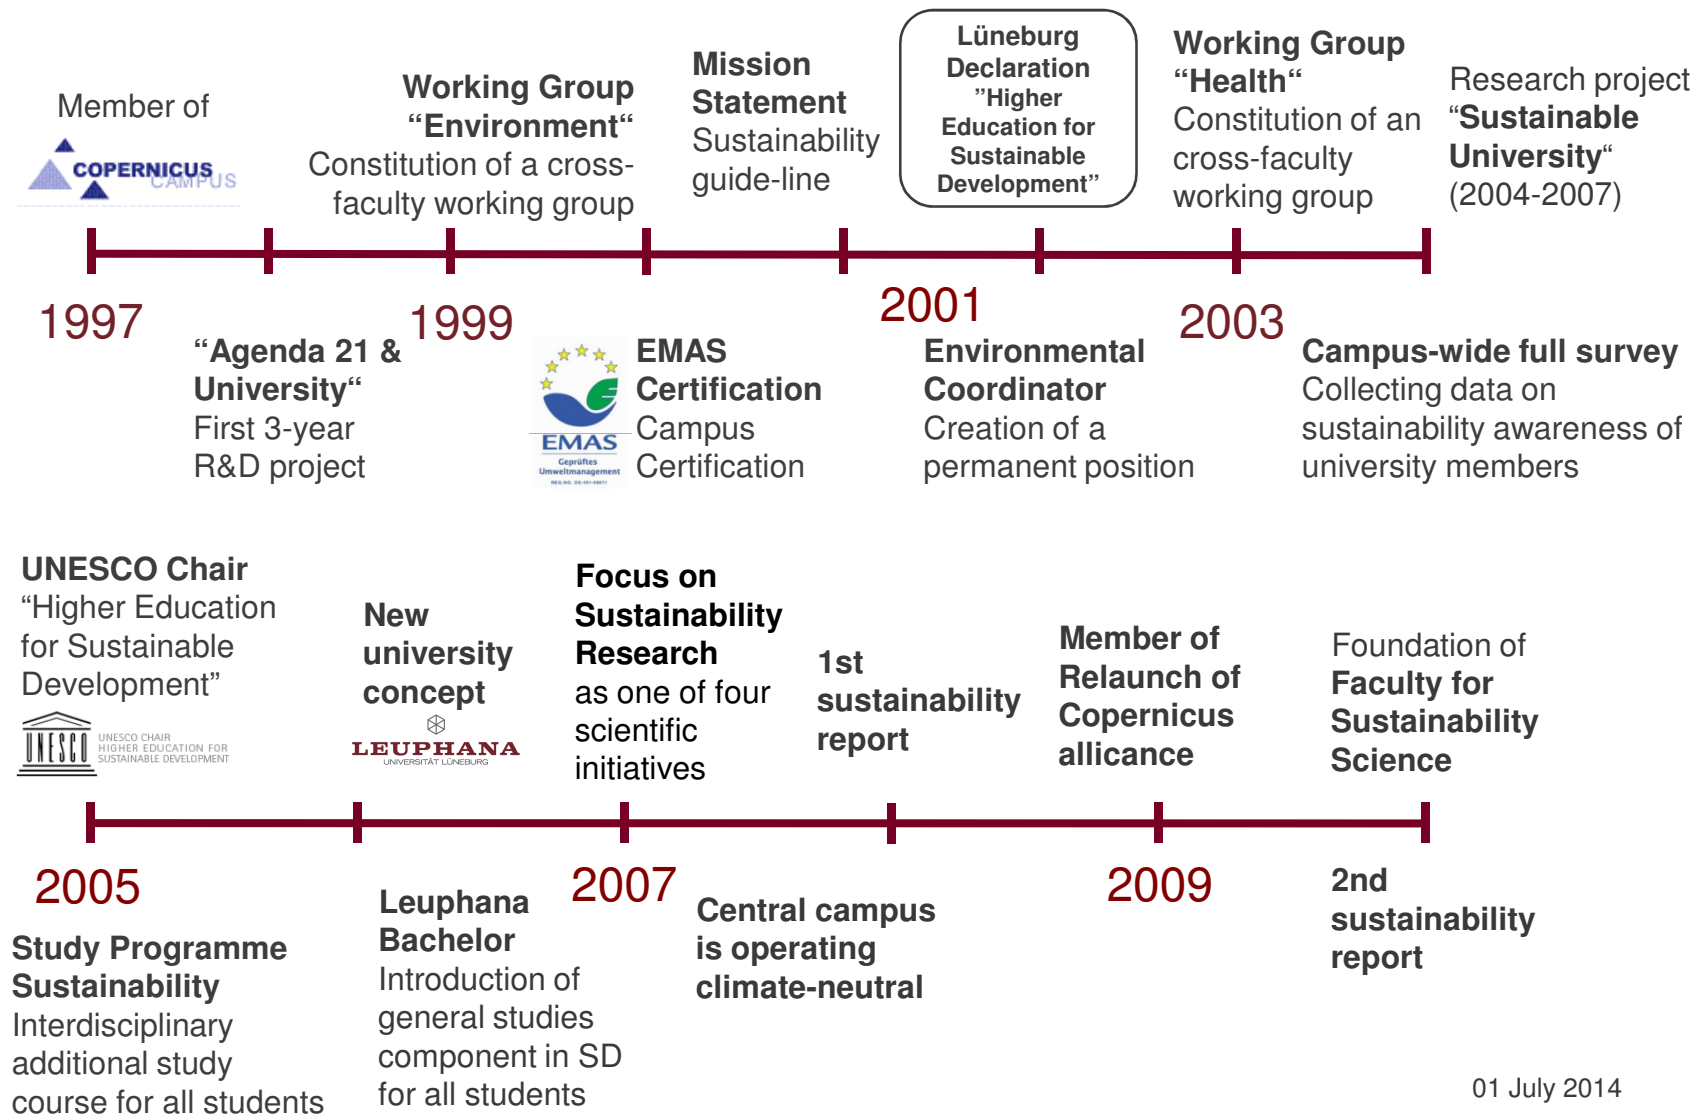 Member of
COPERNICUS
CAMPUS
Working Group
“Environment“
Constitution of a cross-
faculty working group
Mission
Statement
Sustainability
guide-line
Lüneburg
Declaration
”Higher
Education for
Sustainable
Development”
Working Group
“Health“
Constitution of an
cross-faculty
working group
Research project
“Sustainable
University“
(2004-2007)
1997
1999
2001
2003
“Agenda 21 &
University“
First 3-year
R&D project
EMAS
Geprüftes
Umweltmanagement
EMAS
Certification
Campus
Certification
Environmental
Coordinator
Creation of a
permanent position
Campus-wide full survey
Collecting data on
sustainability awareness of
university members
UNESCO Chair
“Higher Education
for Sustainable
Development”
UNESCO
UNESCO CHAIR
HIGHER EDUCATION FOR
SUSTAINABLE DEVELOPMENT
New
university
concept
LEUPHANA
UNIVERSITÄT LÜNEBURG
Focus on
Sustainability
Research
as one of four
scientific
initiatives
1st
sustainability
report
Member of
Relaunch of
Copernicus
allicance
Foundation of
Faculty for
Sustainability
Science
2005
2007
2009
Study Programme
Sustainability
Interdisciplinary
additional study
course for all students
Leuphana
Bachelor
Introduction of
general studies
component in SD
for all students
Central campus
is operating
climate-neutral
2nd
sustainability
report
01 July 2014